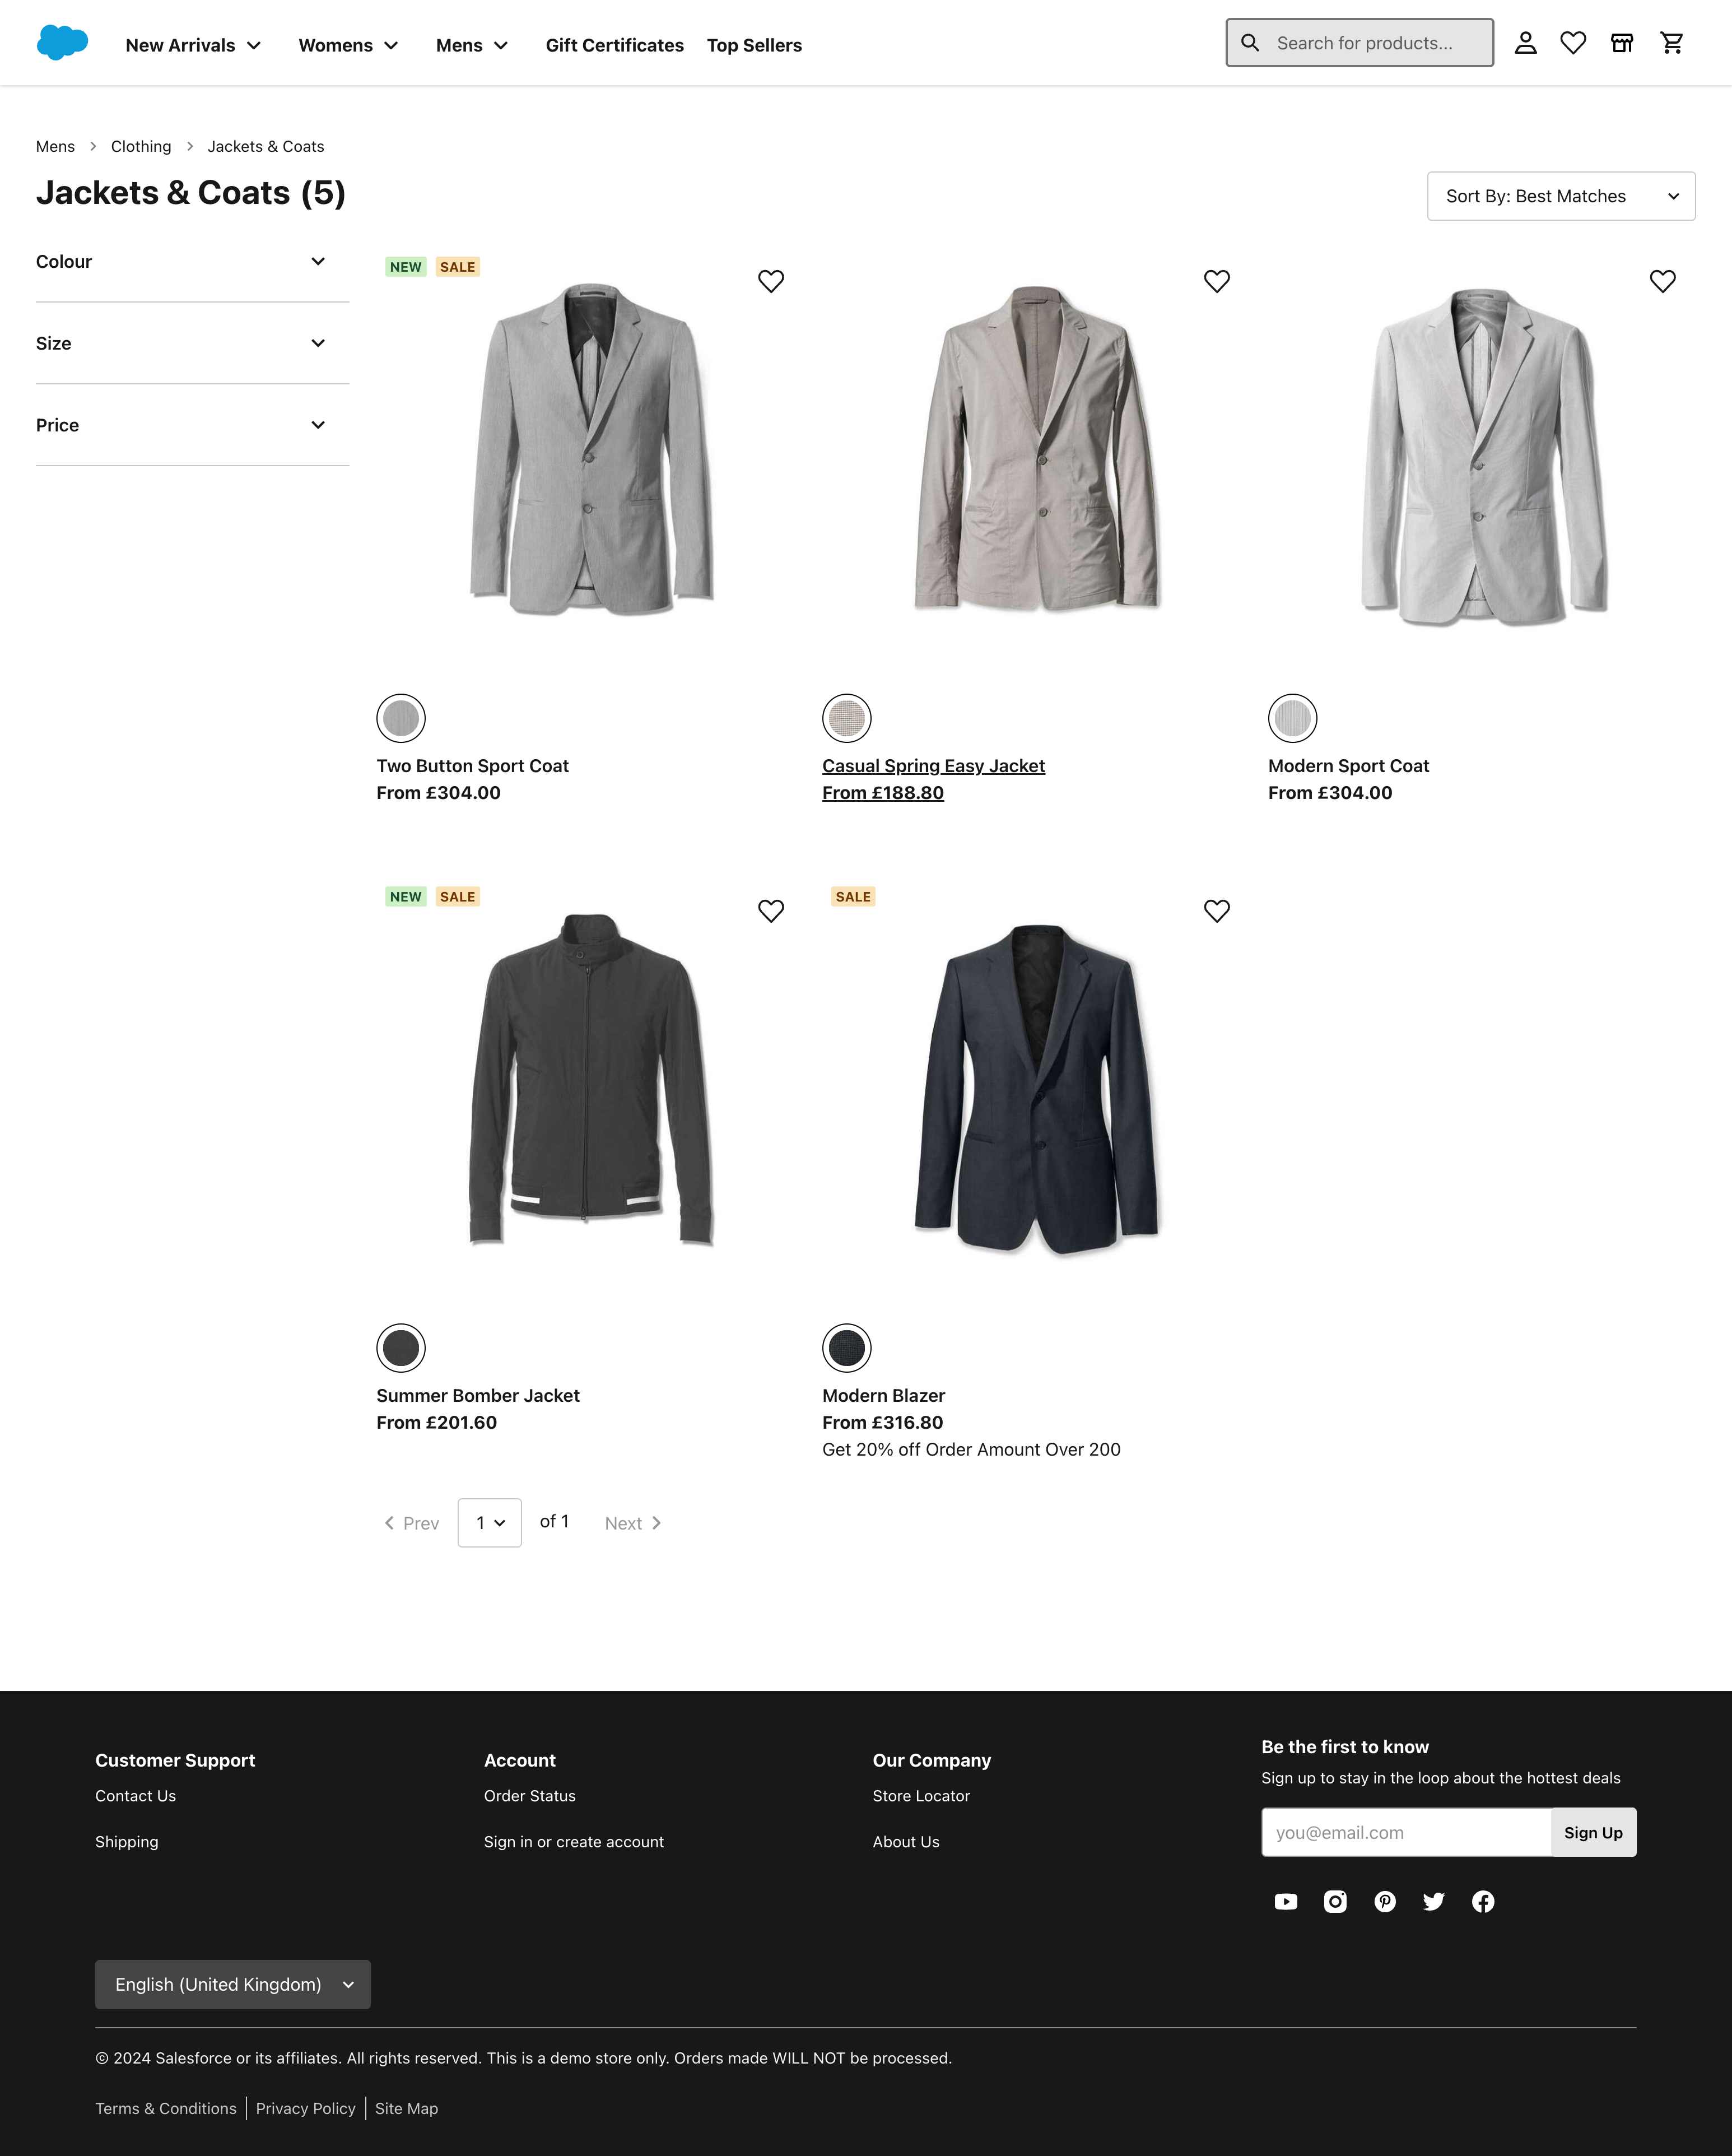 New Arrivals
Womens
Mens
Gift Certificates
Top Sellers
Search for products...
Mens > Clothing > Jackets & Coats
Jackets & Coats (5)
Sort By: Best Matches
Colour
Size
Price
NEW SALE
Two Button Sport Coat
From £304.00
Casual Spring Easy Jacket
From £188.80
Modern Sport Coat
From £304.00
NEW SALE
Summer Bomber Jacket
From £201.60
SALE
Modern Blazer
From £316.80
Get 20% off Order Amount Over 200
Prev 1 of 1 Next
Customer Support
Contact Us
Shipping
Account
Order Status
Sign in or create account
Our Company
Store Locator
About Us
Be the first to know
Sign up to stay in the loop about the hottest deals
you@email.com Sign Up
English (United Kingdom)
© 2024 Salesforce or its affiliates. All rights reserved. This is a demo store only. Orders made WILL NOT be processed.
Terms & Conditions | Privacy Policy | Site Map